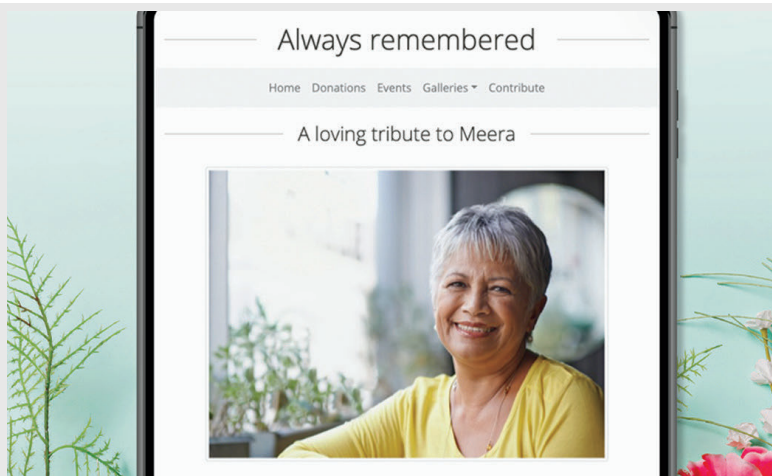 Always remembered
Home Donations Events Galleries Contribute
A loving tribute to Meera